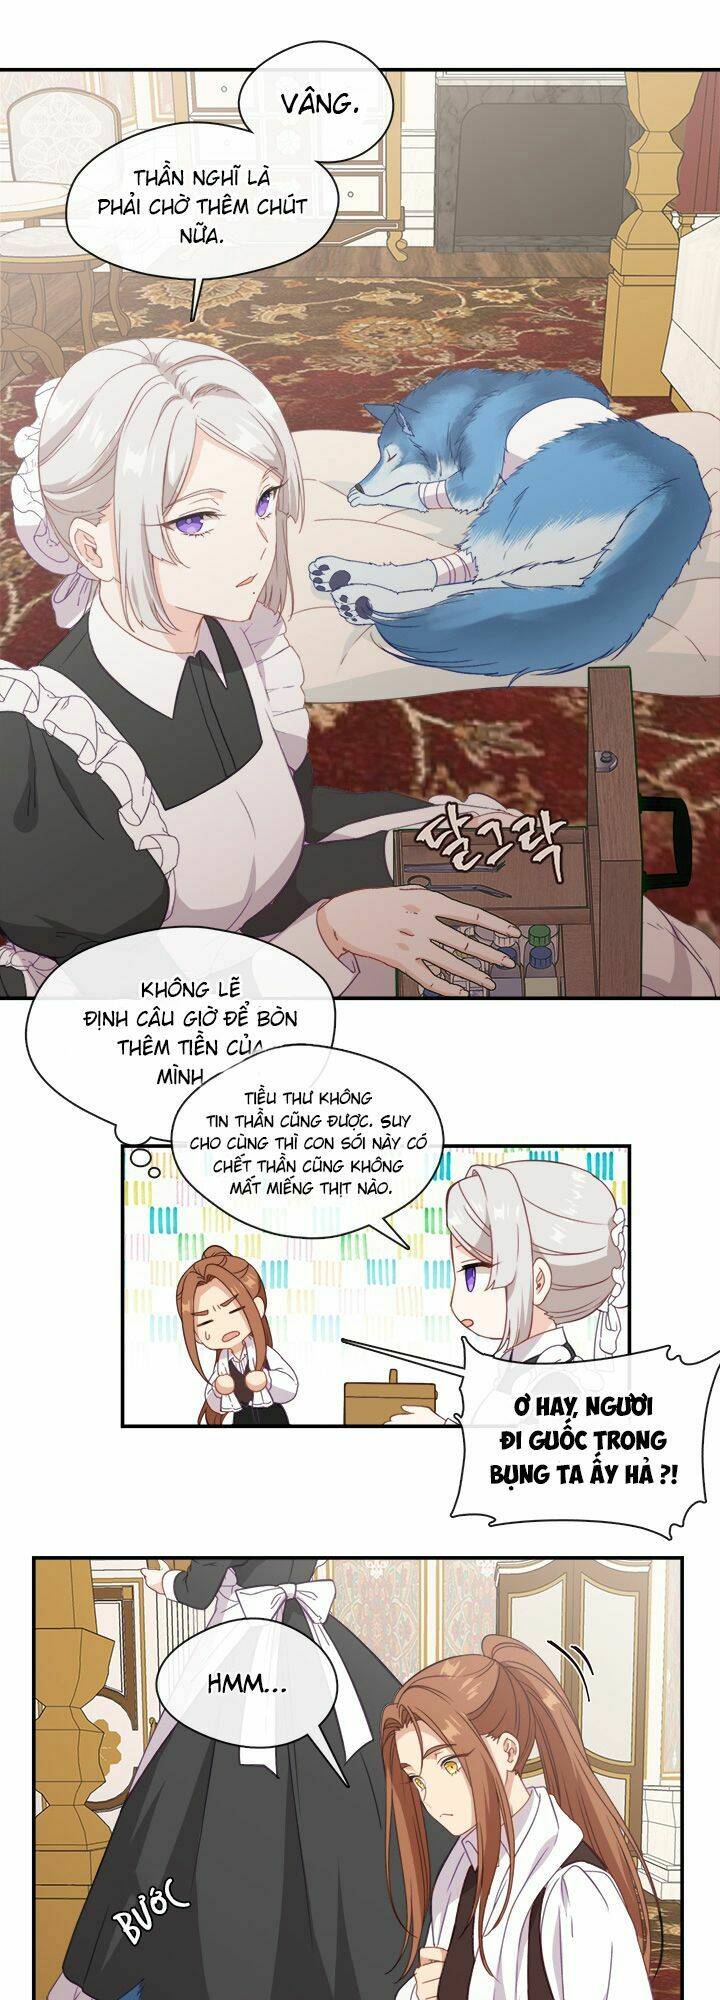 VÂNG.
THẦN NGHĨ LÀ
PHẢI CHỜ THÊM CHÚT
NỮA.
달그락
KHÔNG LẼ
ĐỊNH CÂU GIỜ ĐỂ BÒN
THÊM TIỀN CỦA
MÌNH
TIỂU THƯ KHÔNG
TIN THẦN CŨNG ĐƯỢC. SUY
CHO CÙNG THÌ CON SÓI NÀY CÓ
CHẾT THẦN CŨNG KHÔNG
MẤT MIẾNG THỊT NÀO.
Ơ HAY, NGƯƠI
ĐI GUỐC TRONG
BỤNG TA ẤY HẢ ?!
HMM...
BƯỚC